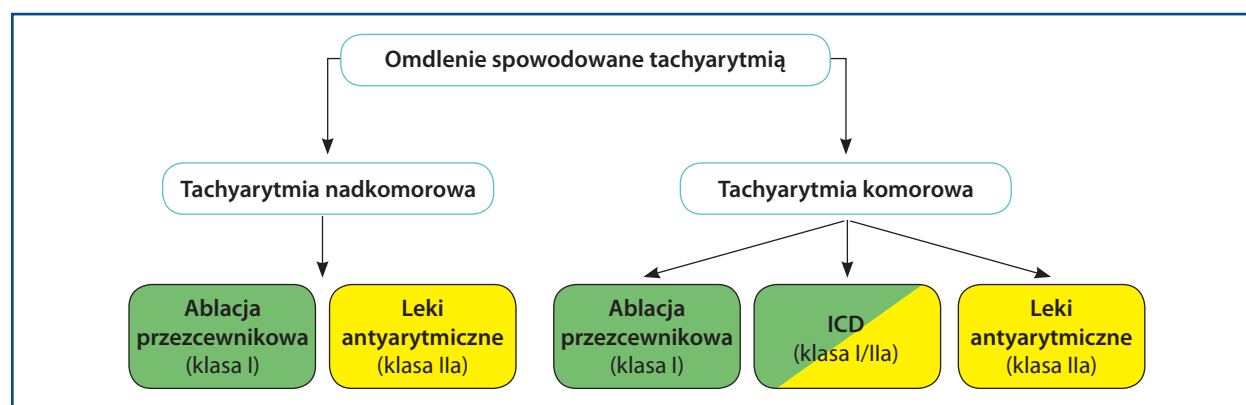 Omdlenie spowodowane tachyarytmią
Tachyarytmia nadkomorowa
Tachyarytmia komorowa
Ablacja
przezcewnikowa
(klasa I)
Leki
antyarytmiczne
(klasa IIa)
Ablacja
przezcewnikowa
(klasa I)
ICD
(klasa I/IIa)
Leki
antyarytmiczne
(klasa IIa)